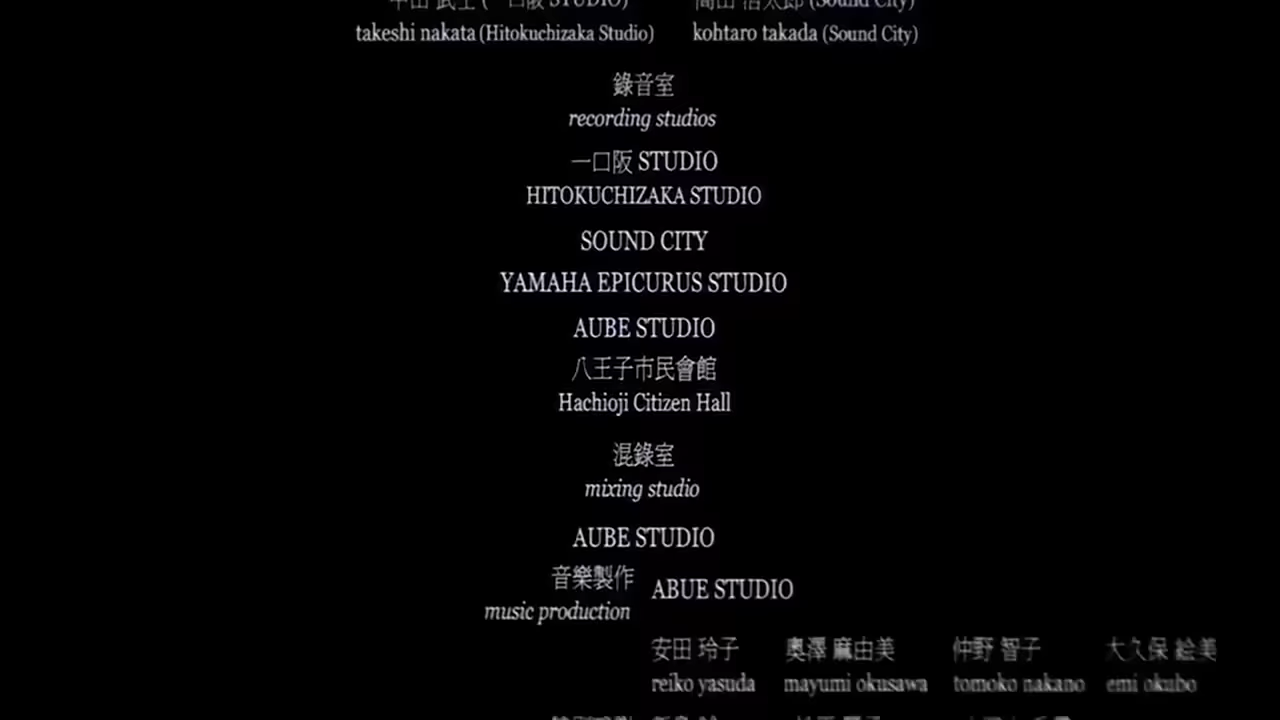 takeshi nakata (Hitokuchizaka Studio) kohtaro takada (Sound City)
錄音室
recording studios
一口阪 STUDIO
HITOKUCHIZAKA STUDIO
SOUND CITY
YAMAHA EPICURUS STUDIO
AUBE STUDIO
八王子市民會館
Hachioji Citizen Hall
混錄室
mixing studio
AUBE STUDIO
音樂製作 ABUE STUDIO
music production
安田 玲子 奧澤 麻由美 仲野 智子 大久保 絵美
reiko yasuda mayumi okusawa tomoko nakano emi okubo